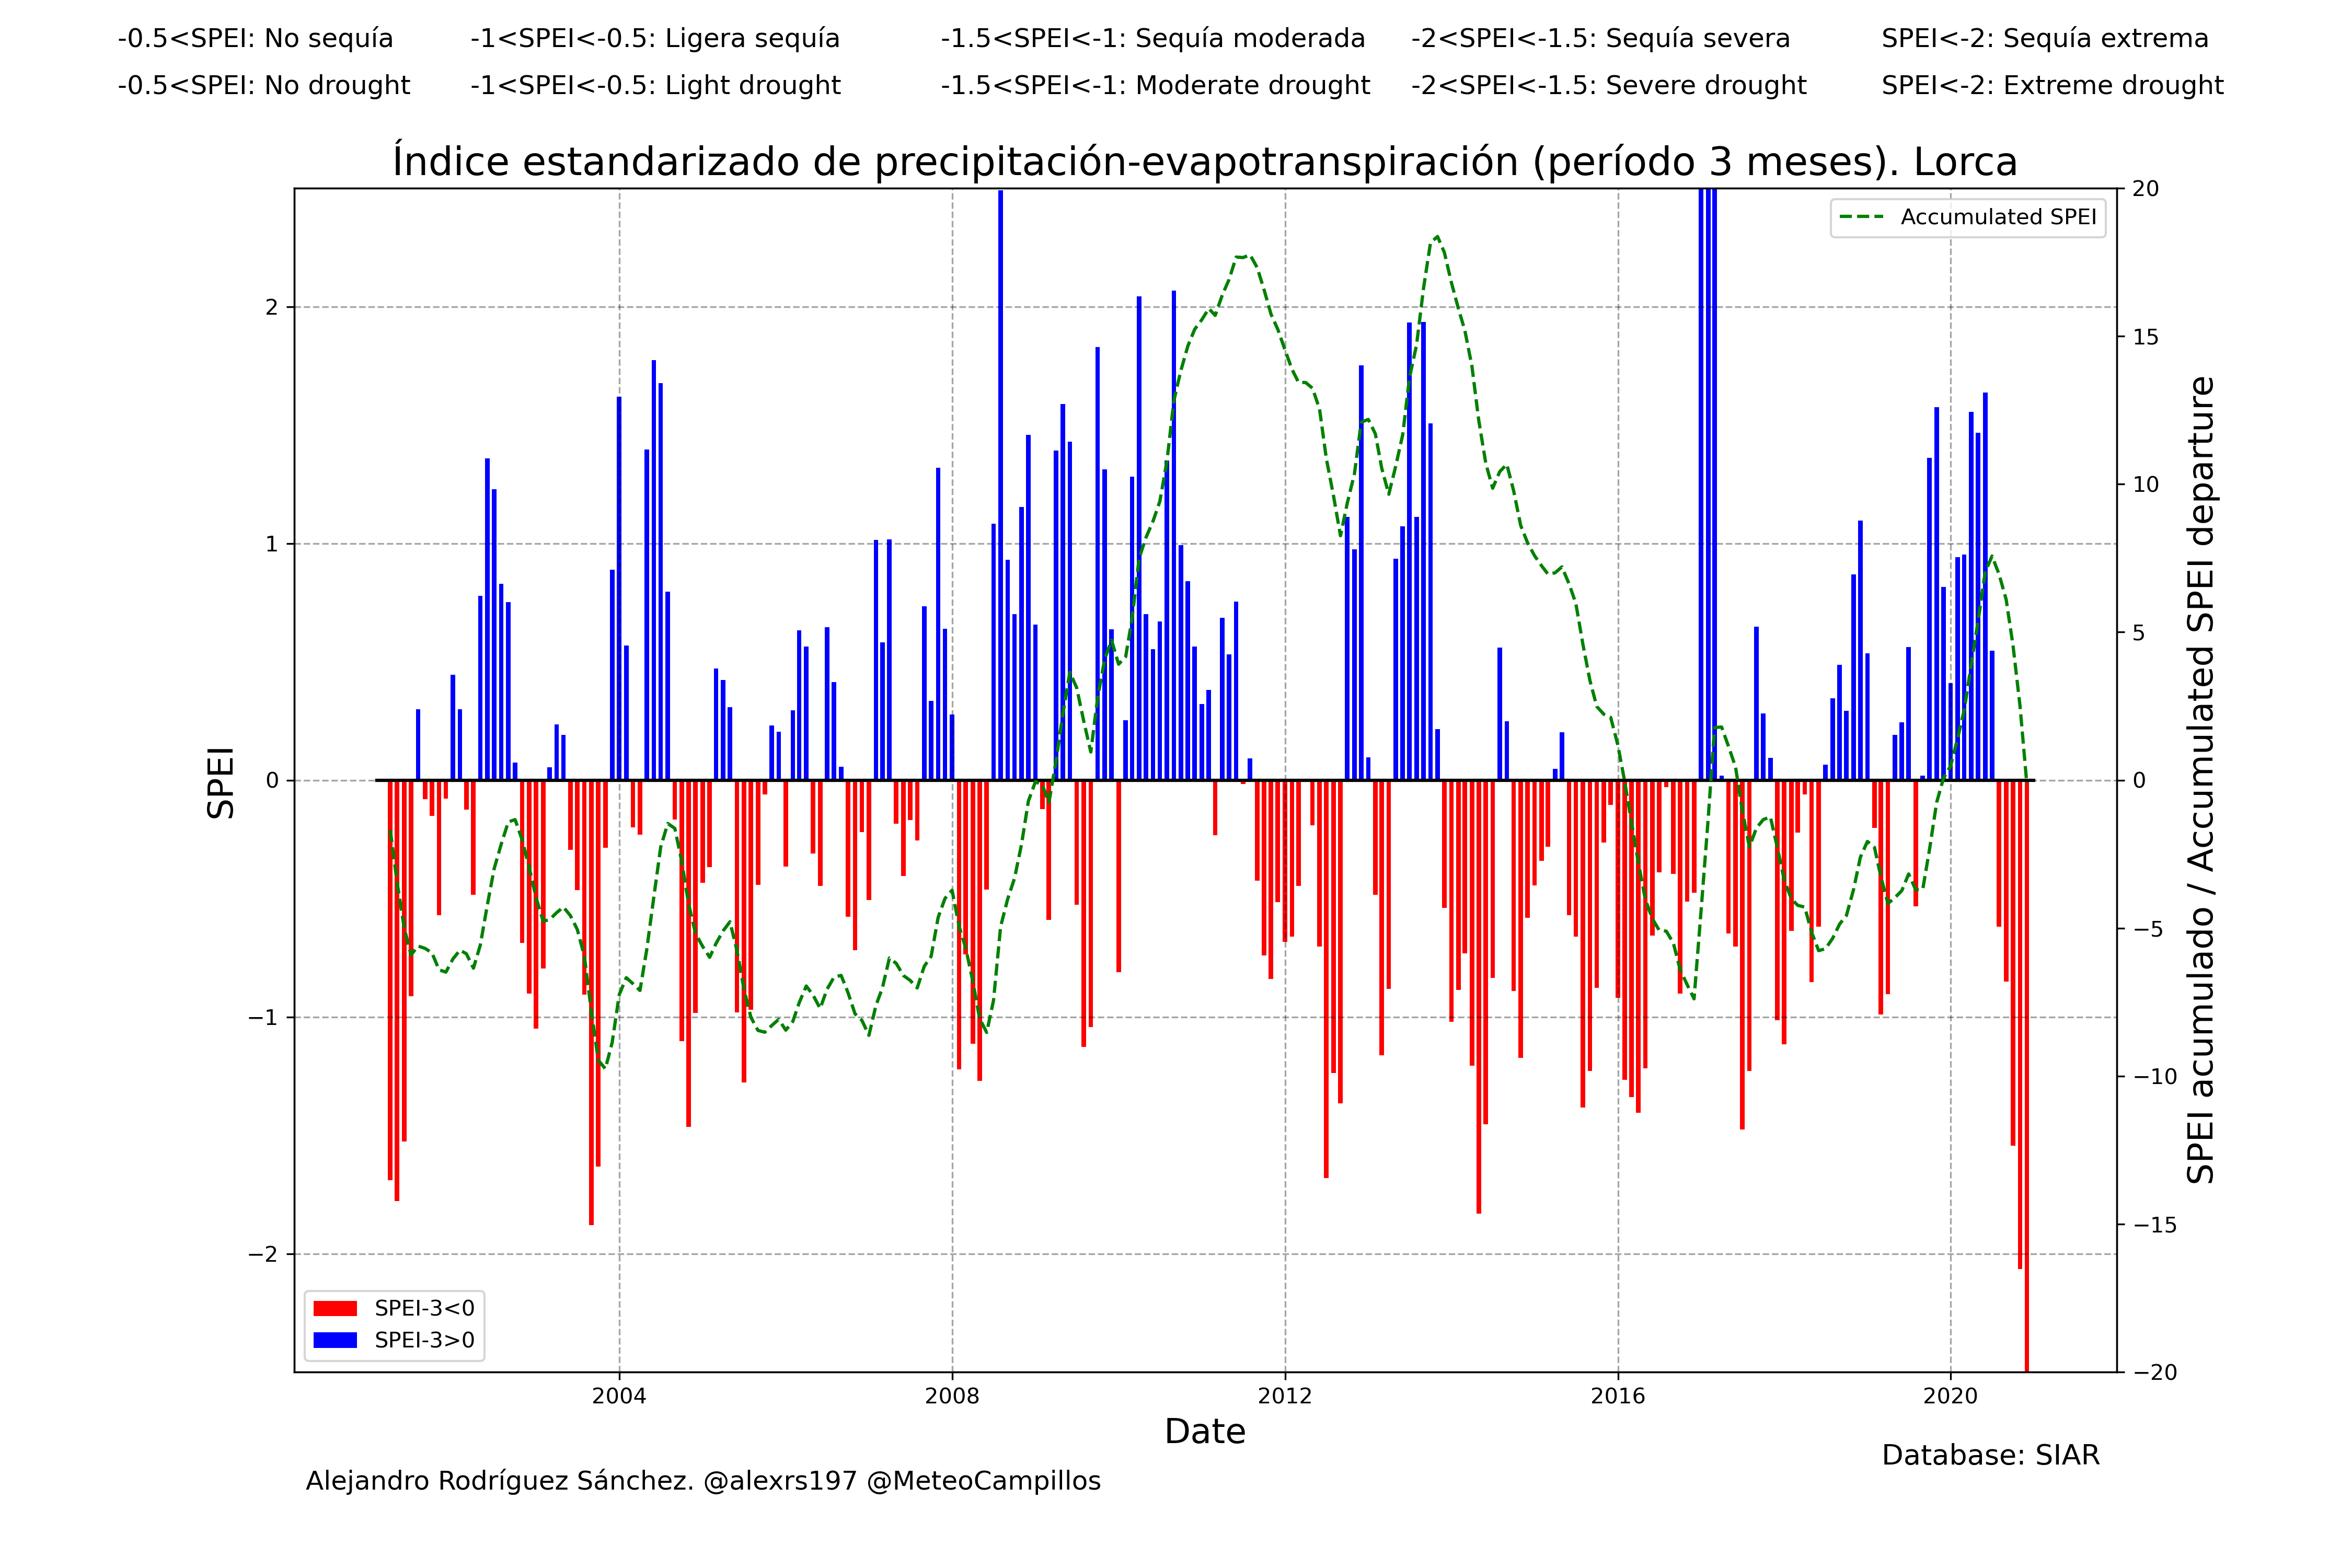 -0.5<SPEI: No sequía -1<SPEI<-0.5: Ligera sequía -1.5<SPEI<-1: Sequía moderada -2<SPEI<-1.5: Sequía severa SPEI<-2: Sequía extrema
-0.5<SPEI: No drought -1<SPEI<-0.5: Light drought -1.5<SPEI<-1: Moderate drought -2<SPEI<-1.5: Severe drought SPEI<-2: Extreme drought
Índice estandarizado de precipitación-evapotranspiración (período 3 meses). Lorca
Accumulated SPEI
SPEI
2
1
0
−1
−2
20
15
10
5
0
−5
−10
−15
−20
SPEI acumulado / Accumulated SPEI departure
SPEI-3<0
SPEI-3>0
2004 2008 2012 2016 2020
Date
Database: SIAR
Alejandro Rodríguez Sánchez. @alexrs197 @MeteoCampillos